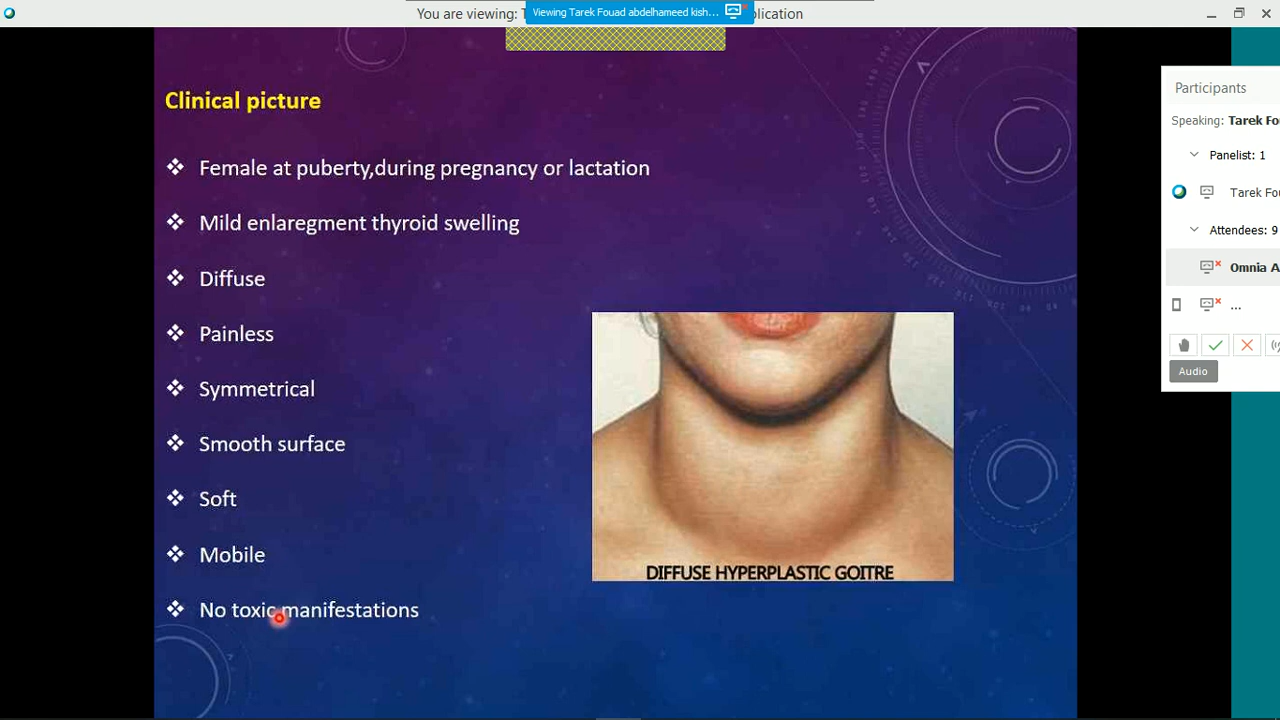 You are viewing: T
Viewing Tarek Fouad abdelhameed kish...
plication
Clinical picture
Female at puberty,during pregnancy or lactation
Mild enlaregment thyroid swelling
Diffuse
Painless
Symmetrical
Smooth surface
Soft
Mobile
No toxic manifestations
DIFFUSE HYPERPLASTIC GOITRE
Participants
Speaking: Tarek Fo
Panelist: 1
Tarek Fou
Attendees: 9
Omnia A
...
Audio